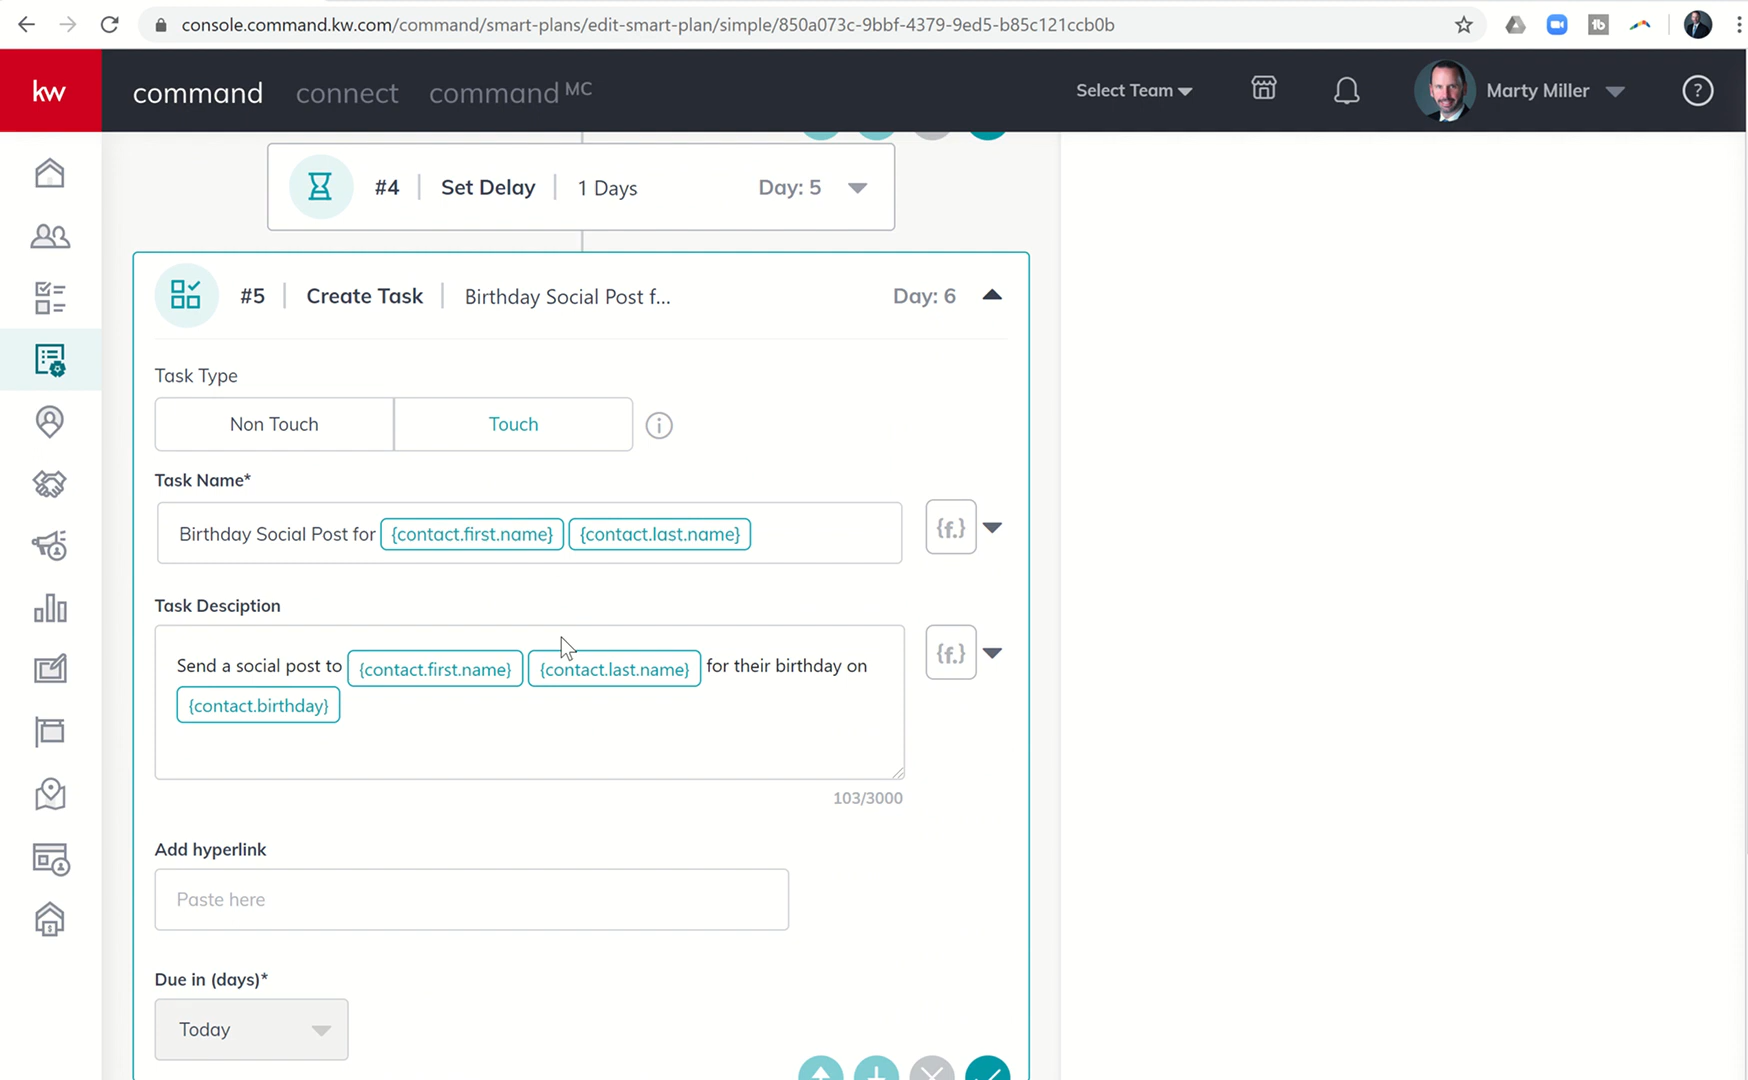 console.command.kw.com/command/smart-plans/edit-smart-plan/simple/850a073c-9bbf-4379-9ed5-b85c121ccb0b
kw command connect command MC Select Team Marty Miller ?
#4 Set Delay 1 Days Day: 5
#5 Create Task Birthday Social Post f... Day: 6
Task Type
Non Touch Touch i
Task Name*
Birthday Social Post for {contact.first.name} {contact.last.name} {f.}
Task Desciption
Send a social post to {contact.first.name} {contact.last.name} for their birthday on {f.}
{contact.birthday}
103/3000
Add hyperlink
Paste here
Due in (days)*
Today